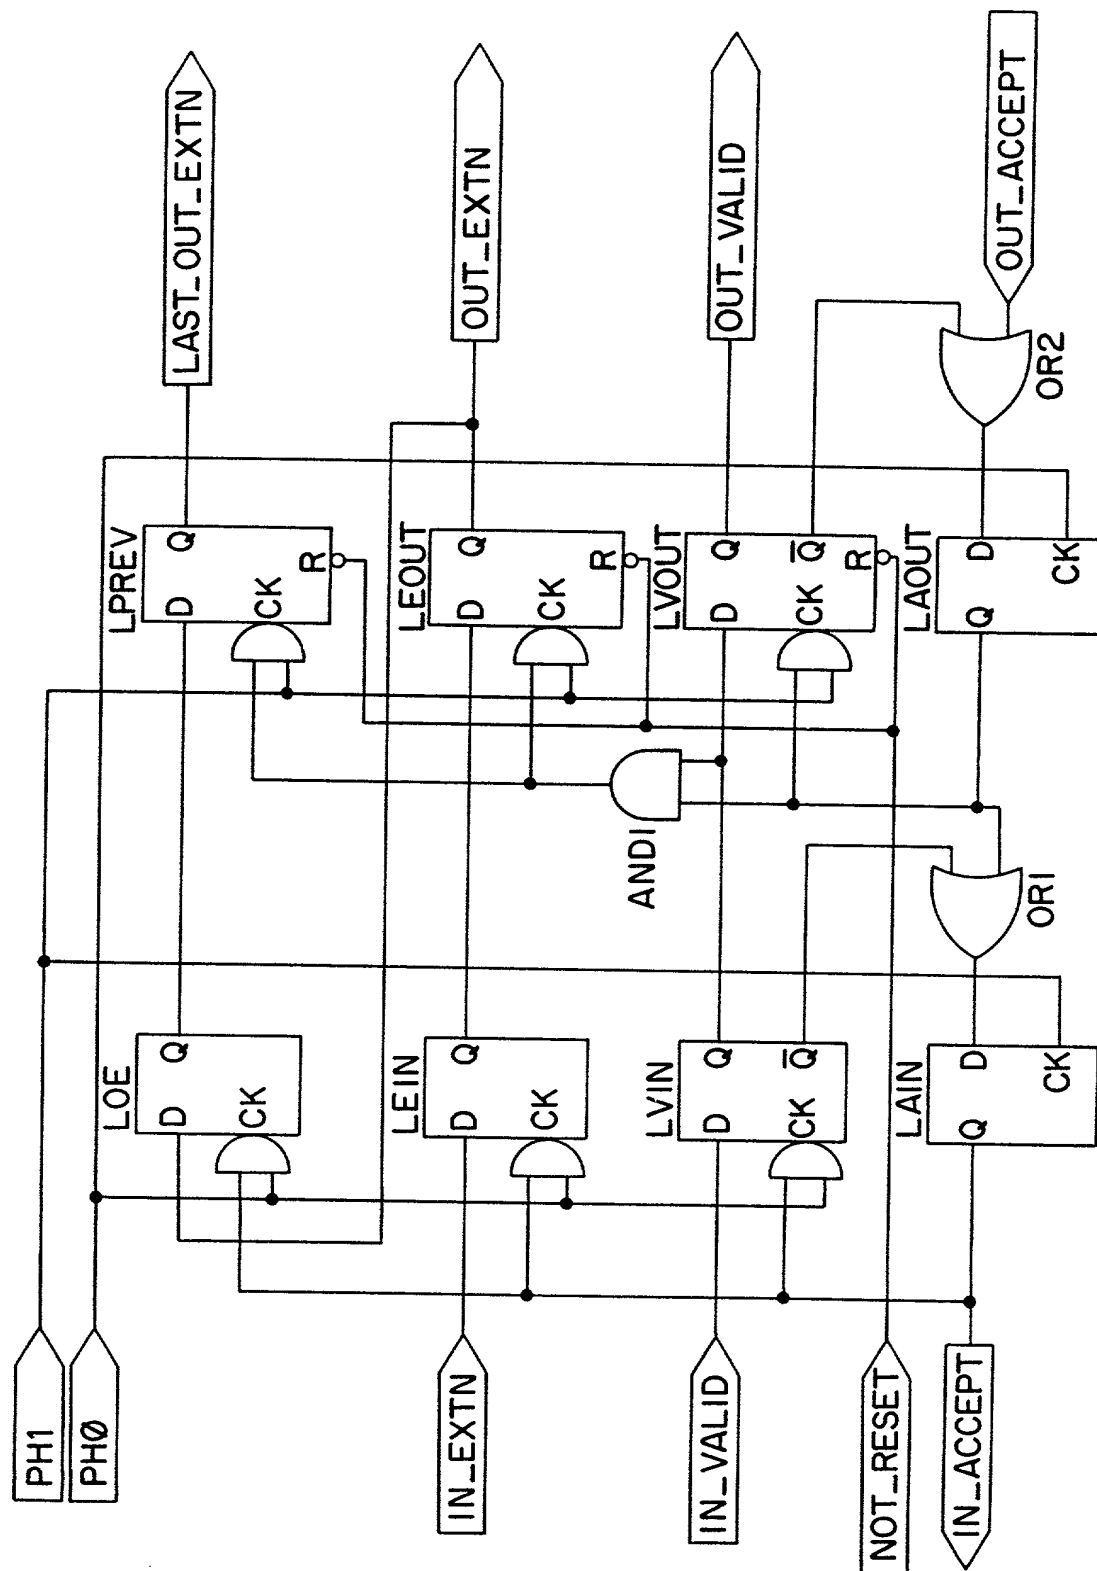 PH1
PHØ
IN_EXTN
IN_VALID
NOT_RESET
IN_ACCEPT
LOE
D
Q
CK
LEIN
D
Q
CK
LVIN
D
Q
CK
Q̅
LAIN
Q
D
CK
OR1
AND1
LPREV
D
Q
CK
R
LEOUT
D
Q
CK
R
LVOUT
D
Q
CK
Q̅
R
LAOUT
Q
D
CK
OR2
LAST_OUT_EXTN
OUT_EXTN
OUT_VALID
OUT_ACCEPT